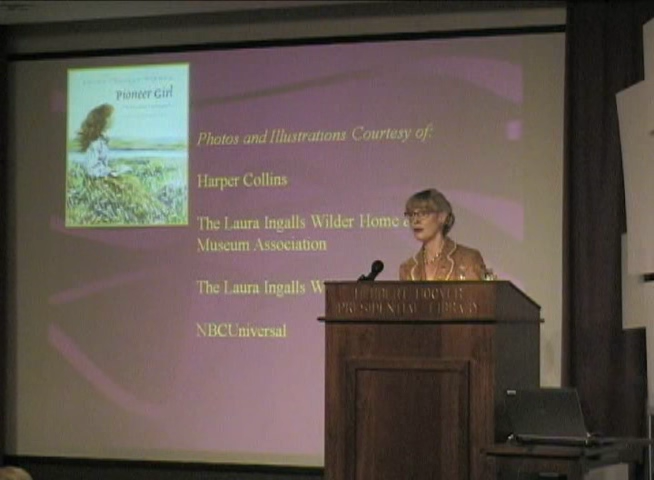 Pioneer Girl
Photos and Illustrations Courtesy of:
Harper Collins
The Laura Ingalls Wilder Home
Museum Association
The Laura Ingalls W
NBCUniversal
HERBERT HOOVER
PRESIDENTIAL LIBRARY